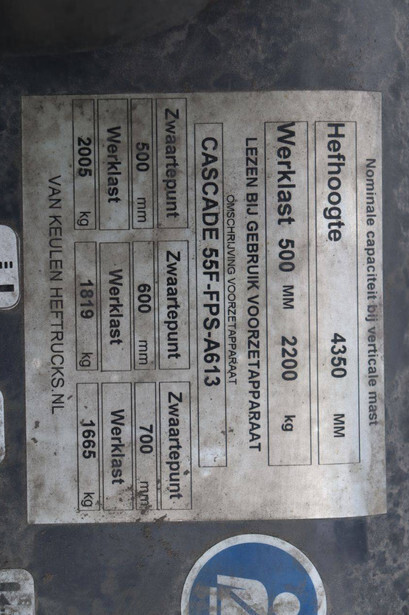 Nominale capaciteit bij verticale mast
Hefhoogte 4350 MM
Werklast 500 MM 2200 kg
LEZEN BIJ GEBRUIK VOORZETAPPARAAT
OMSCHRIJVING VOORZETAPPARAAT
CASCADE 55F-FPS-A613
Zwaartepunt Zwaartepunt Zwaartepunt
500 mm 600 mm 700 mm
Werklast Werklast Werklast
2005 kg 1819 kg 1665 kg
VAN KEULEN HEFTRUCKS.NL